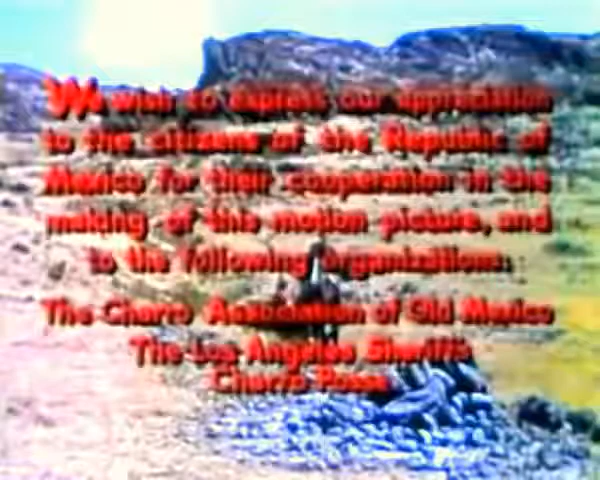 We wish to express our appreciation
to the citizens of the Republic of
Mexico for their cooperation in the
making of this motion picture, and
to the following organizations:
The Charro Association of Old Mexico
The Los Angeles Sheriff's
Charro Posse